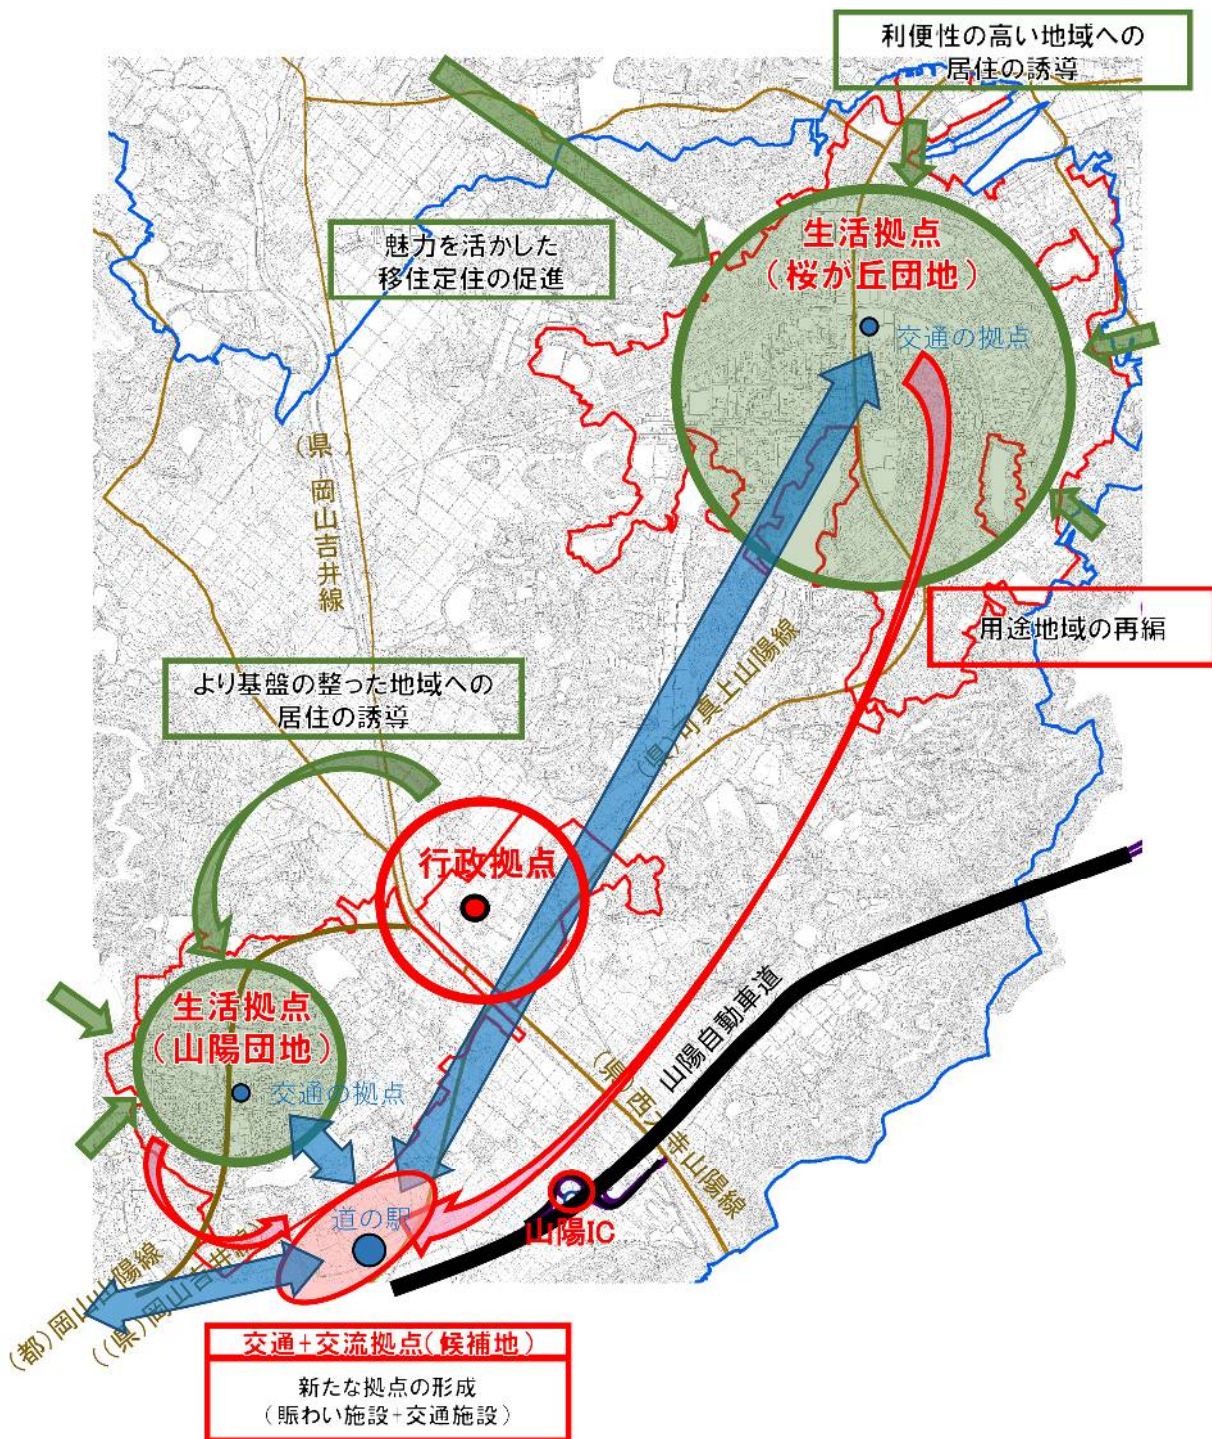 利便性の高い地域への
居住の誘導
魅力を活かした
移住定住の促進
生活拠点
（桜が丘団地）
交通の拠点
(県)岡山吉井線
用途地域の再編
(県)可真上山陽線
より基盤の整った地域への
居住の誘導
行政拠点
山陽自動車道
生活拠点
（山陽団地）
交通の拠点
(県)西大寺山陽線
道の駅
山陽IC
(都)岡山山陽線
((県)岡山吉井線)
交通+交流拠点(候補地)
新たな拠点の形成
（賑わい施設+交通施設）